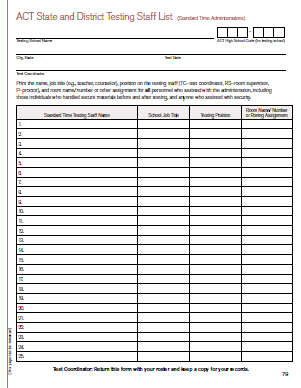 ACT State and District Testing Staff List (Standard Time Administrations)
Testing School Name
ACT High School Code (for testing school)
City, State
Test Date
Test Coordinator
Print the name, job title (e.g., teacher, counselor), position on the testing staff (TC–test coordinator, RS–room supervisor,
P–proctor), and room name/number or other assignment for all personnel who assisted with the administration, including
those individuals who handled secure materials before and after testing, and anyone who assisted with security.
Standard Time Testing Staff Name
School Job Title
Testing Position
Room Name/ Number
or Roving Assignment
1.
2.
3.
4.
5.
6.
7.
8.
9.
10.
11.
12.
13.
14.
15.
16.
17.
18.
19.
20.
21.
22.
23.
24.
25.
(this page can be reused)
Test Coordinator: Return this form with your roster and keep a copy for your records.
79